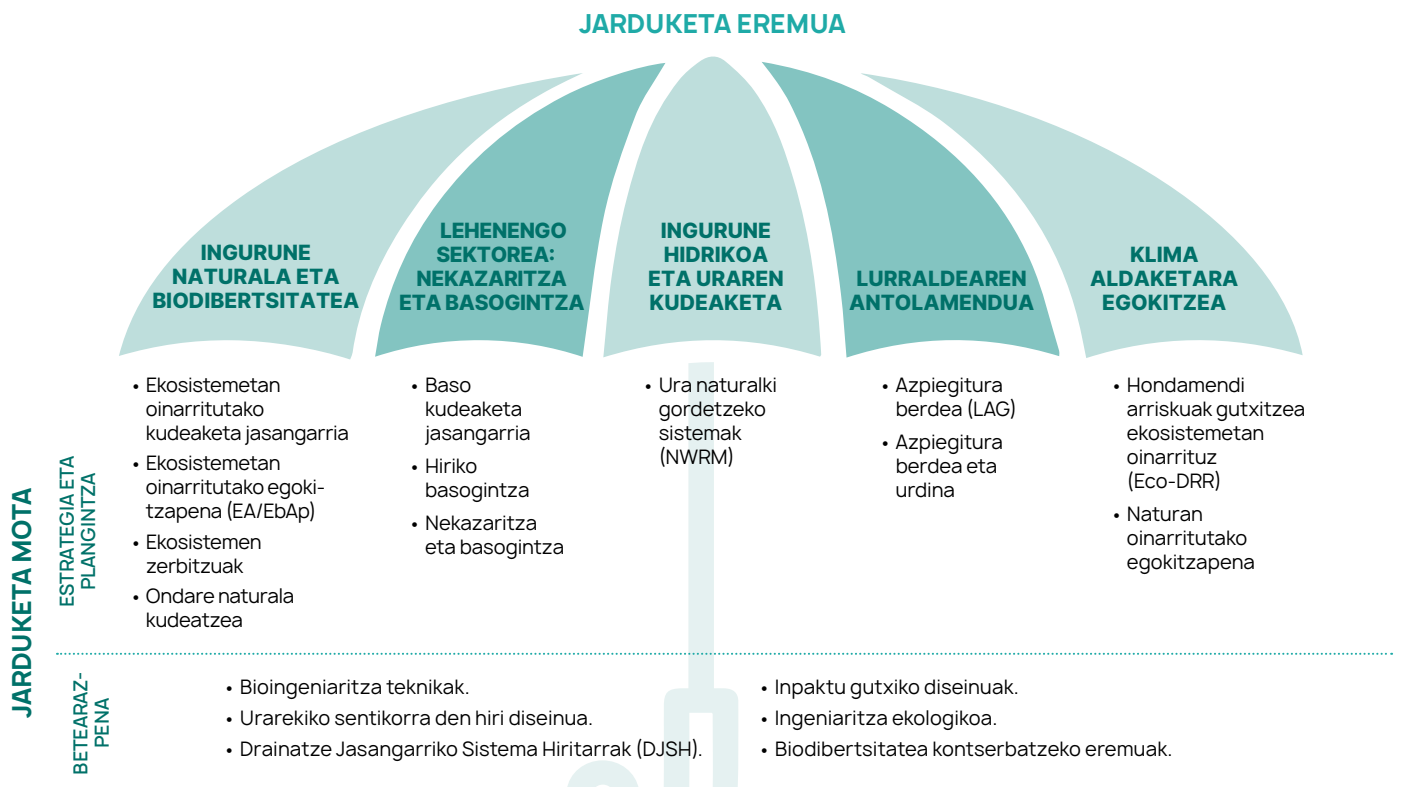 JARDUKETA EREMUA
INGURUNE
NATURALA ETA
BIODIBERTSITATEA
LEHENENGO
SEKTOREA:
NEKAZARITZA
ETA BASOGINTZA
INGURUNE
HIDRIKOA
ETA URAREN
KUDEAKETA
LURRALDEAREN
ANTOLAMENDUA
KLIMA
ALDAKETARA
EGOKITZEA
JARDUKETA MOTA
ESTRATEGIA ETA
PLANGINTZA
• Ekosistemetan
oinarritutako
kudeaketa jasangarria
• Ekosistemetan
oinarritutako egoki-
tzapena (EA/EbAp)
• Ekosistemen
zerbitzuak
• Ondare naturala
kudeatzea
• Baso
kudeaketa
jasangarria
• Hiriko
basogintza
• Nekazaritza
eta basogintza
• Ura naturalki
gordetzeko
sistemak
(NWRM)
• Azpiegitura
berdea (LAG)
• Azpiegitura
berdea eta
urdina
• Hondamendi
arriskuak gutxitzea
ekosistemetan
oinarrituz
(Eco-DRR)
• Naturan
oinarritutako
egokitzapena
BETEARAZ-
PENA
• Bioingeniaritza teknikak.
• Urarekiko sentikorra den hiri diseinua.
• Drainatze Jasangarriko Sistema Hiritarrak (DJSH).
• Inpaktu gutxiko diseinuak.
• Ingeniaritza ekologikoa.
• Biodibertsitatea kontserbatzeko eremuak.